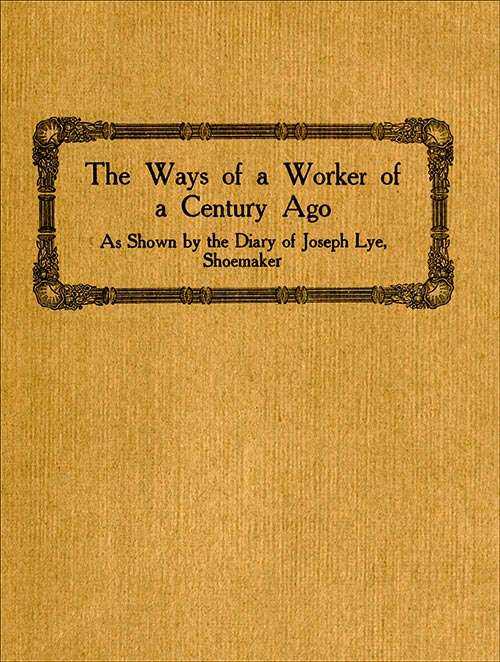 The Ways of a Worker of
a Century Ago
As Shown by the Diary of Joseph Lye,
Shoemaker